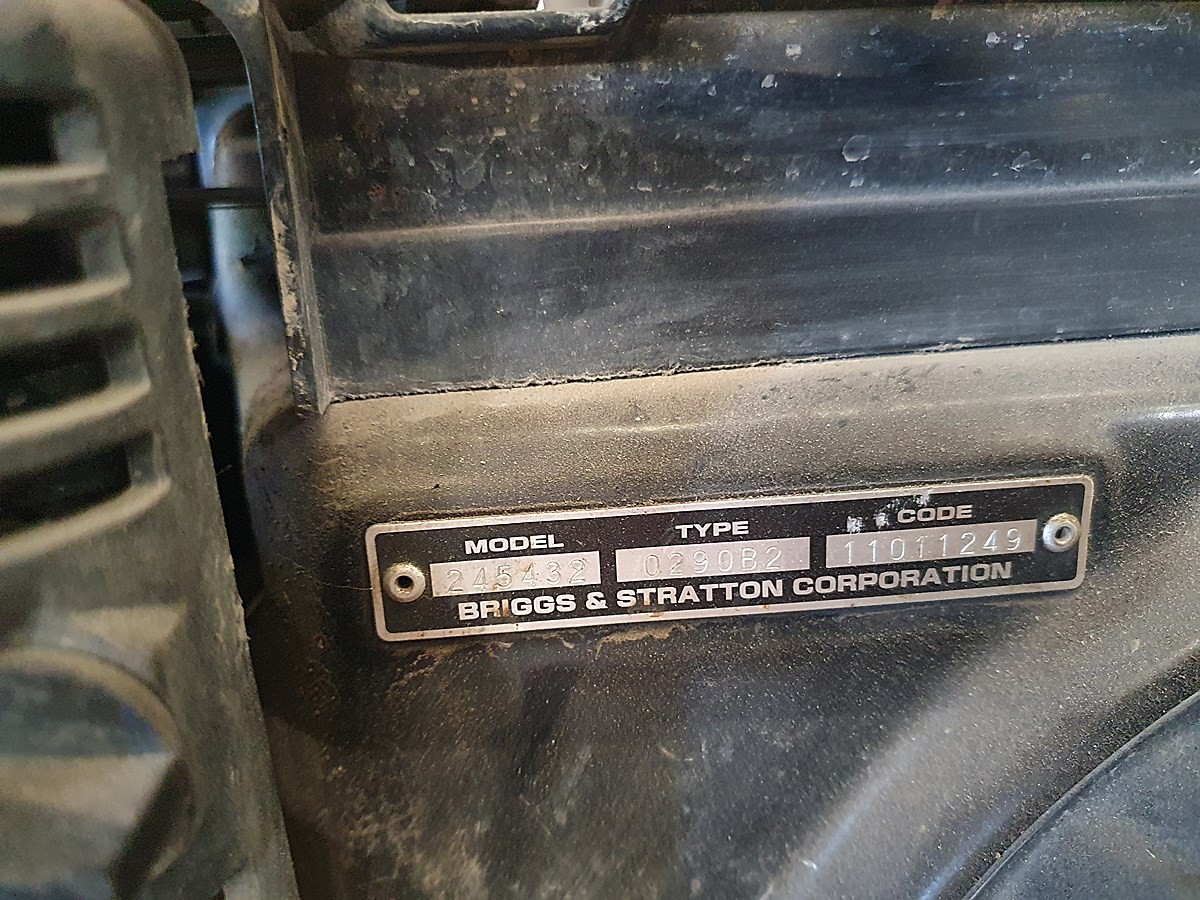 MODEL TYPE CODE
245432 0290B2 11011249
BRIGGS & STRATTON CORPORATION